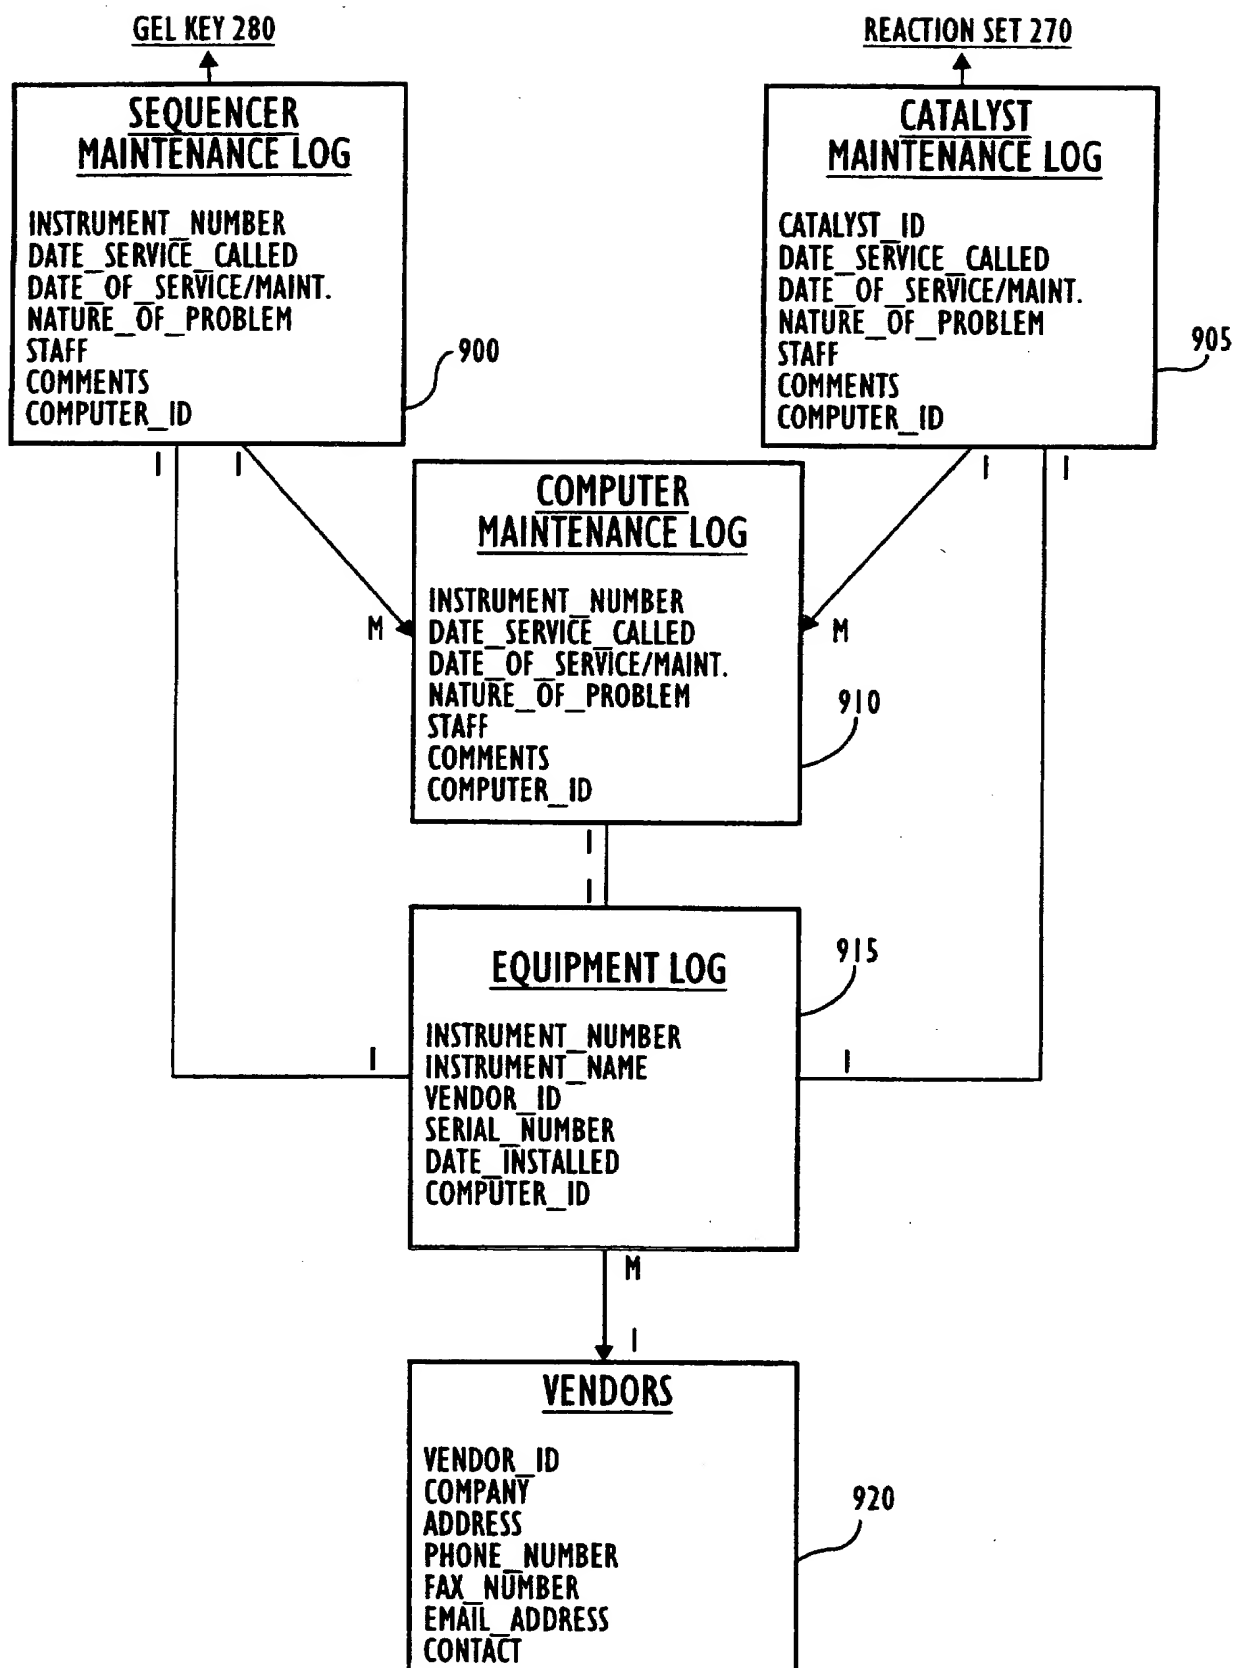 GEL KEY 280
REACTION SET 270
SEQUENCER
MAINTENANCE LOG
INSTRUMENT_NUMBER
DATE_SERVICE_CALLED
DATE_OF_SERVICE/MAINT.
NATURE_OF_PROBLEM
STAFF
COMMENTS
COMPUTER_ID
900
CATALYST
MAINTENANCE LOG
CATALYST_ID
DATE_SERVICE_CALLED
DATE_OF_SERVICE/MAINT.
NATURE_OF_PROBLEM
STAFF
COMMENTS
COMPUTER_ID
905
1
1
1
1
COMPUTER
MAINTENANCE LOG
INSTRUMENT_NUMBER
DATE_SERVICE_CALLED
DATE_OF_SERVICE/MAINT.
NATURE_OF_PROBLEM
STAFF
COMMENTS
COMPUTER_ID
M
M
910
1
1
EQUIPMENT LOG
INSTRUMENT_NUMBER
INSTRUMENT_NAME
VENDOR_ID
SERIAL_NUMBER
DATE_INSTALLED
COMPUTER_ID
915
1
1
M
1
VENDORS
VENDOR_ID
COMPANY
ADDRESS
PHONE_NUMBER
FAX_NUMBER
EMAIL_ADDRESS
CONTACT
920